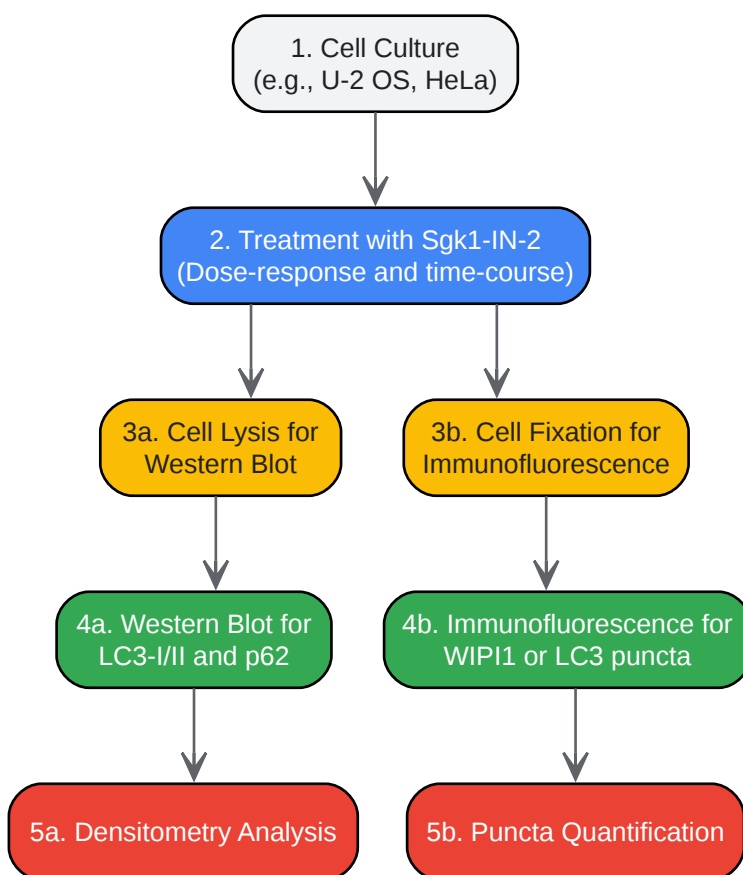 1. Cell Culture
(e.g., U-2 OS, HeLa)
2. Treatment with Sgk1-IN-2
(Dose-response and time-course)
3a. Cell Lysis for
Western Blot
3b. Cell Fixation for
Immunofluorescence
4a. Western Blot for
LC3-I/II and p62
4b. Immunofluorescence for
WIPI1 or LC3 puncta
5a. Densitometry Analysis
5b. Puncta Quantification